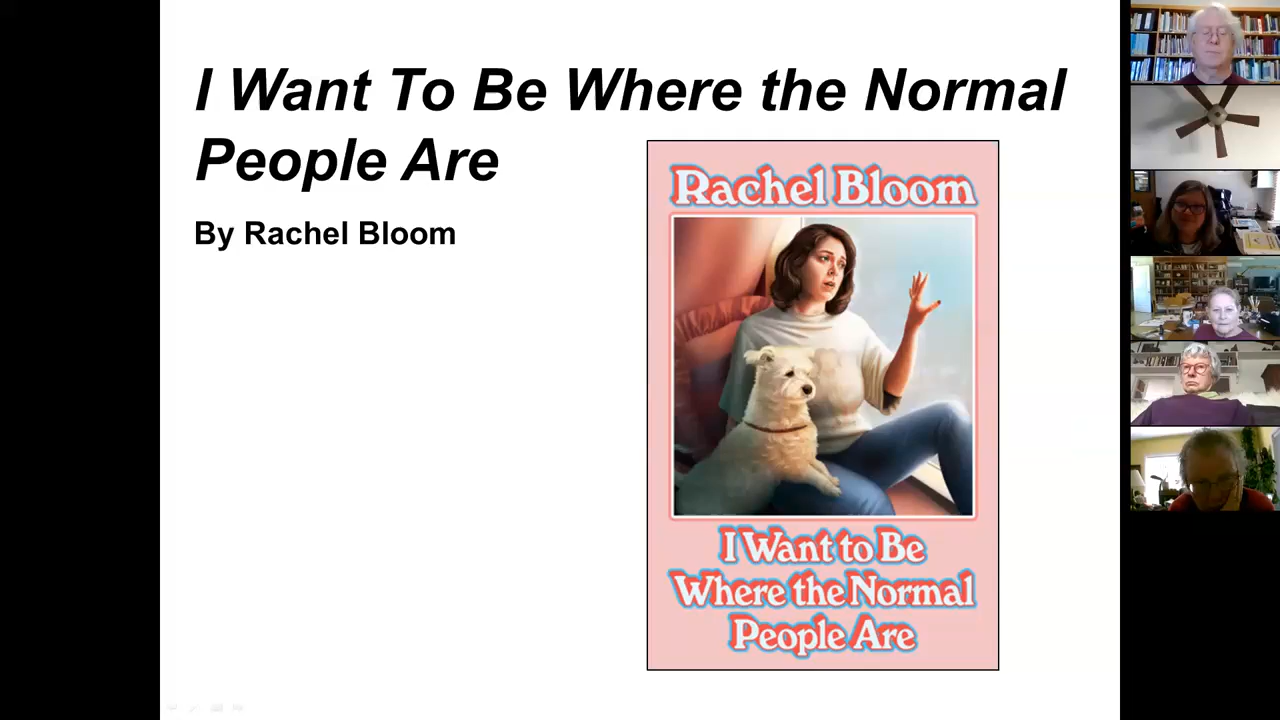 I Want To Be Where the Normal
People Are
By Rachel Bloom
Rachel Bloom
I Want to Be
Where the Normal
People Are